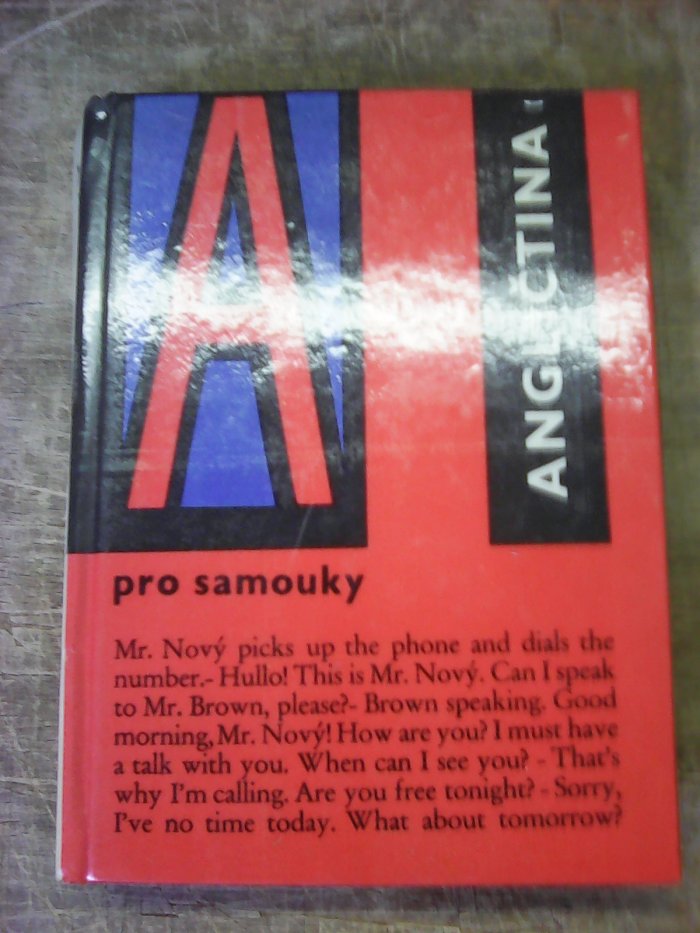 A
ANGLIČTINA
pro samouky
Mr. Nový picks up the phone and dials the
number.- Hullo! This is Mr. Nový. Can I speak
to Mr. Brown, please?- Brown speaking. Good
morning, Mr. Nový! How are you? I must have
a talk with you. When can I see you? - That's
why I'm calling. Are you free tonight? - Sorry,
I've no time today. What about tomorrow?